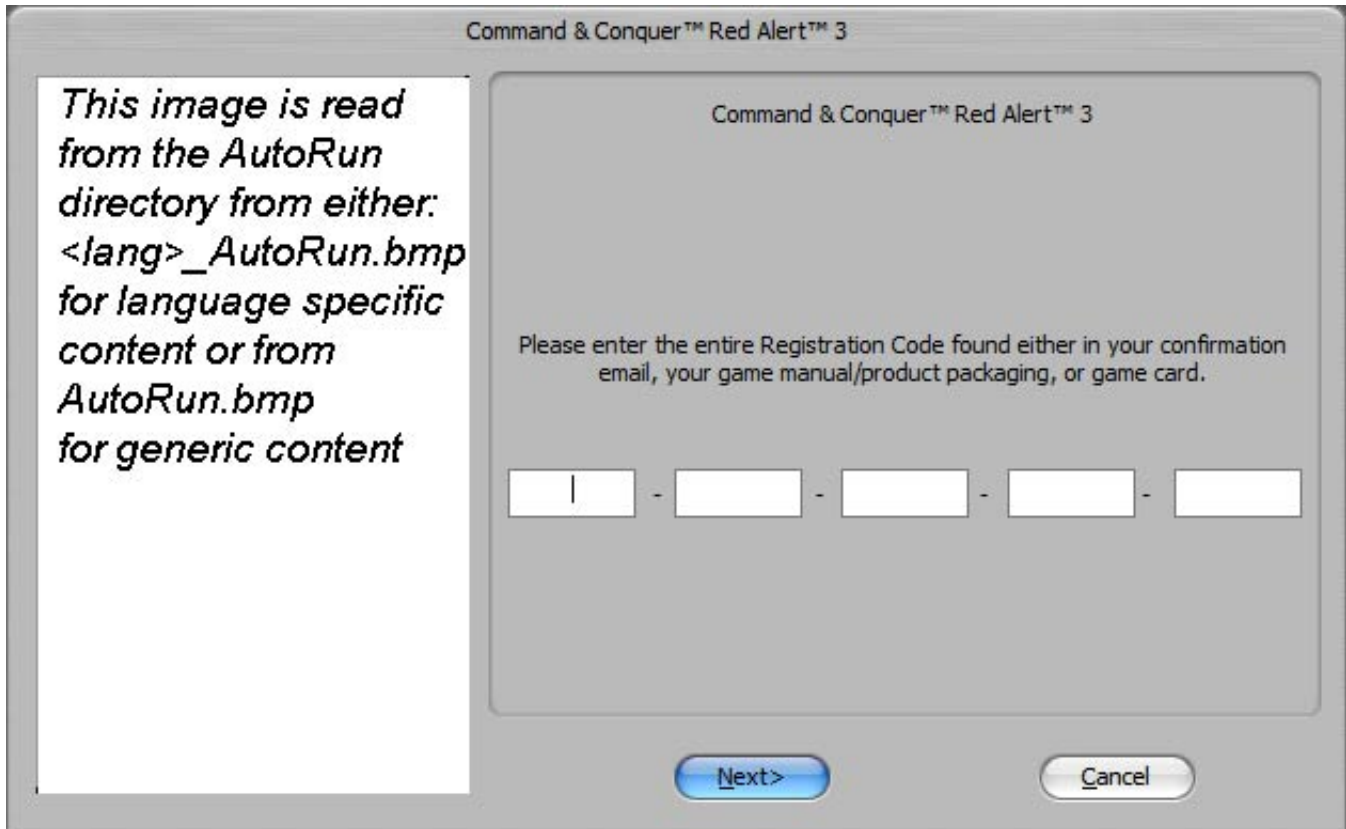 Command & Conquer™ Red Alert™ 3
This image is read
from the AutoRun
directory from either:
<lang>_AutoRun.bmp
for language specific
content or from
AutoRun.bmp
for generic content
Command & Conquer™ Red Alert™ 3
Please enter the entire Registration Code found either in your confirmation
email, your game manual/product packaging, or game card.
- - - -
Next>
Cancel